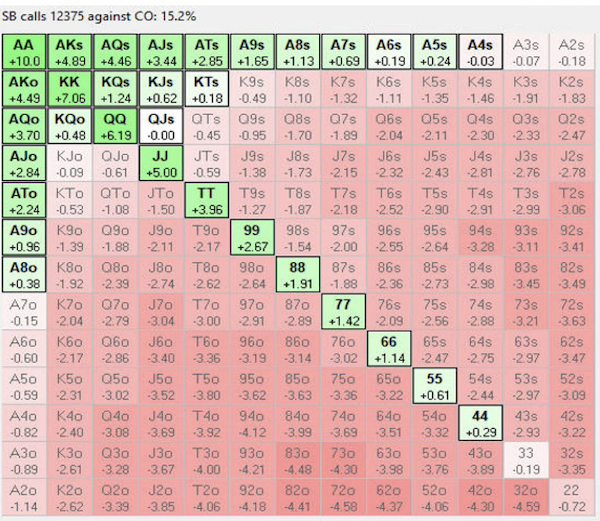 SB calls 12375 against CO: 15.2%
AA AKs AQs AJs ATs A9s A8s A7s A6s A5s A4s A3s A2s
+10.0 +4.89 +4.46 +3.44 +2.85 +1.65 +1.13 +0.69 +0.19 +0.24 -0.03 -0.07 -0.18
AKo KK KQs KJs KTs K9s K8s K7s K6s K5s K4s K3s K2s
+4.49 +7.06 +1.24 +0.62 +0.18 -0.49 -1.10 -1.32 -1.11 -1.35 -1.46 -1.91 -1.83
AQo KQo QQ QJs QTs Q9s Q8s Q7s Q6s Q5s Q4s Q3s Q2s
+3.70 +0.48 +6.19 -0.00 -0.45 -0.95 -1.70 -1.89 -2.04 -2.11 -2.30 -2.33 -2.47
AJo KJo QJo JJ JTs J9s J8s J7s J6s J5s J4s J3s J2s
+2.84 -0.09 -0.61 +5.00 -0.59 -1.38 -1.73 -2.15 -2.32 -2.43 -2.81 -2.76 -2.78
ATo KTo QTo JTo TT T9s T8s T7s T6s T5s T4s T3s T2s
+2.24 -0.53 -1.08 -1.50 +3.96 -1.27 -1.87 -2.18 -2.52 -2.90 -2.91 -2.99 -3.06
A9o K9o Q9o J9o T9o 99 98s 97s 96s 95s 94s 93s 92s
+0.96 -1.39 -1.88 -2.11 -2.17 +2.67 -1.54 -2.00 -2.55 -2.64 -3.28 -3.11 -3.41
A8o K8o Q8o J8o T8o 98o 88 87s 86s 85s 84s 83s 82s
+0.38 -1.92 -2.39 -2.74 -2.62 -2.64 +1.91 -1.88 -2.36 -2.73 -2.98 -3.45 -3.49
A7o K7o Q7o J7o T7o 97o 87o 77 76s 75s 74s 73s 72s
-0.15 -2.04 -2.79 -3.04 -3.00 -2.91 -2.89 +1.42 -2.09 -2.56 -2.88 -3.21 -3.63
A6o K6o Q6o J6o T6o 96o 86o 76o 66 65s 64s 63s 62s
-0.60 -2.17 -2.86 -3.40 -3.36 -3.19 -3.14 -3.02 +1.14 -2.47 -2.75 -2.97 -3.47
A5o K5o Q5o J5o T5o 95o 85o 75o 65o 55 54s 53s 52s
-0.59 -2.31 -3.02 -3.52 -3.80 -3.62 -3.63 -3.36 -3.22 +0.61 -2.44 -2.97 -3.09
A4o K4o Q4o J4o T4o 94o 84o 74o 64o 54o 44 43s 42s
-0.82 -2.40 -3.08 -3.69 -3.92 -4.12 -3.99 -3.69 -3.51 -3.32 +0.29 -2.93 -3.22
A3o K3o Q3o J3o T3o 93o 83o 73o 63o 53o 43o 33 32s
-0.89 -2.61 -3.28 -3.67 -4.00 -4.21 -4.48 -4.30 -3.98 -3.76 -3.89 -0.19 -3.35
A2o K2o Q2o J2o T2o 92o 82o 72o 62o 52o 42o 32o 22
-1.14 -2.62 -3.39 -3.85 -4.06 -4.18 -4.41 -4.58 -4.37 -4.06 -4.30 -4.59 -0.72